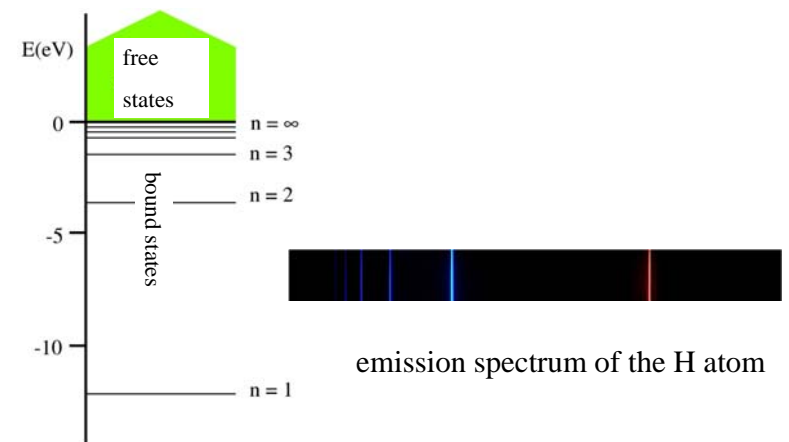 E(eV)
free
states
0
n = ∞
n = 3
bound states
n = 2
-5
-10
emission spectrum of the H atom
n = 1